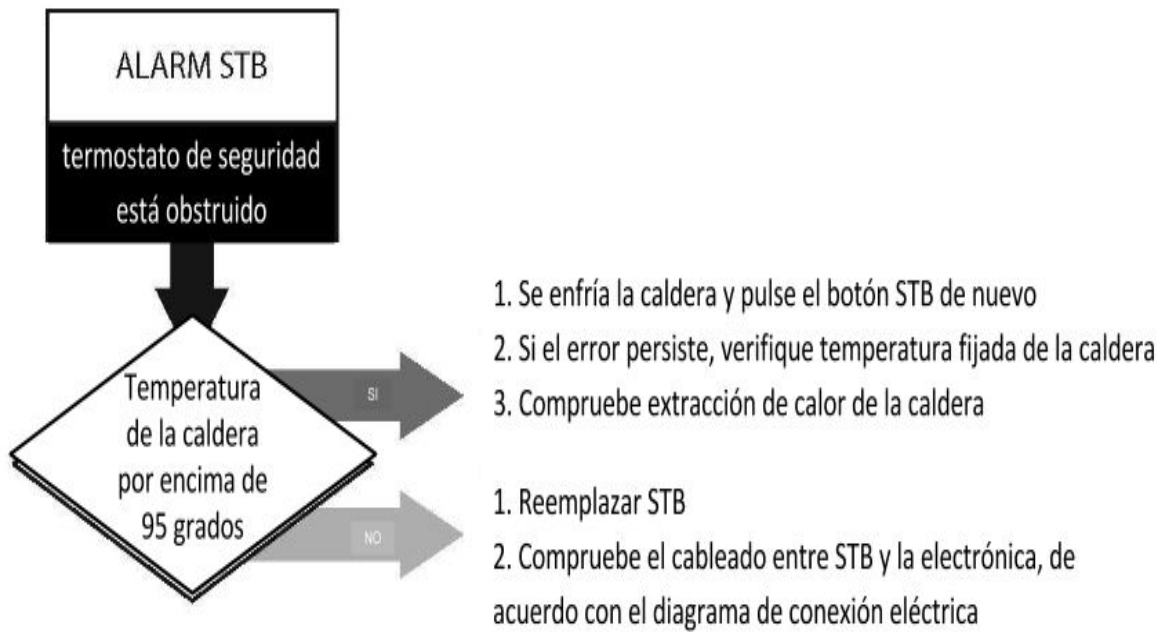 ALARM STB
termostato de seguridad
está obstruido
Temperatura
de la caldera
por encima de
95 grados
SI
1. Se enfría la caldera y pulse el botón STB de nuevo
2. Si el error persiste, verifique temperatura fijada de la caldera
3. Compruebe extracción de calor de la caldera
NO
1. Reemplazar STB
2. Compruebe el cableado entre STB y la electrónica, de
acuerdo con el diagrama de conexión eléctrica